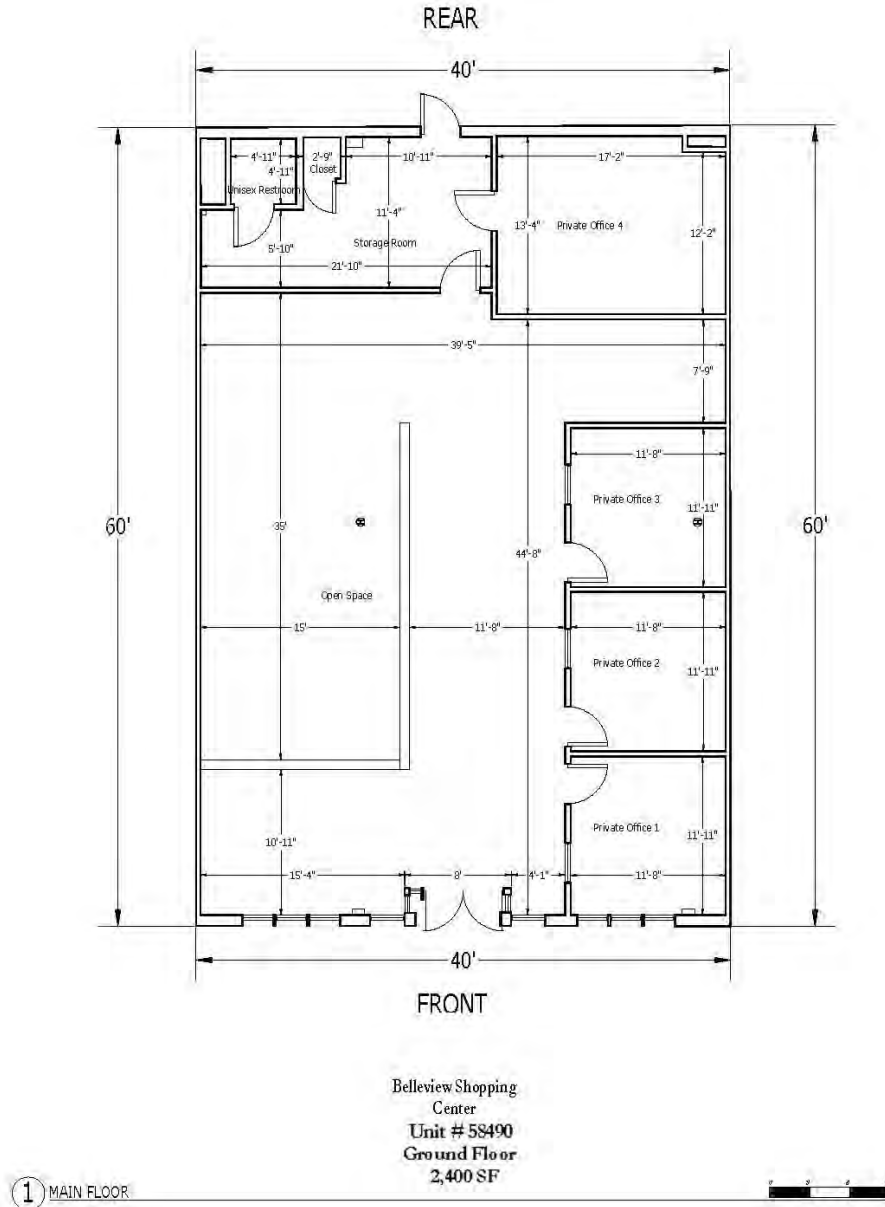 REAR
40'
4'-11"
2'-9"
10'-11"
17'-2"
4'-11"
Closet
Unisex Restroom
11'-4"
13'-4"
Private Office 4
12'-2"
5'-10"
Storage Room
21'-10"
39'-5"
7'-9"
11'-8"
Private Office 3
11'-11"
60'
35'
44'-8"
60'
Open Space
15'
11'-8"
11'-8"
Private Office 2
11'-11"
Private Office 1
10'-11"
11'-11"
15'-4"
8'
4'-1"
11'-8"
40'
FRONT
Belleview Shopping
Center
Unit # 58490
Ground Floor
2,400 SF
1 MAIN FLOOR